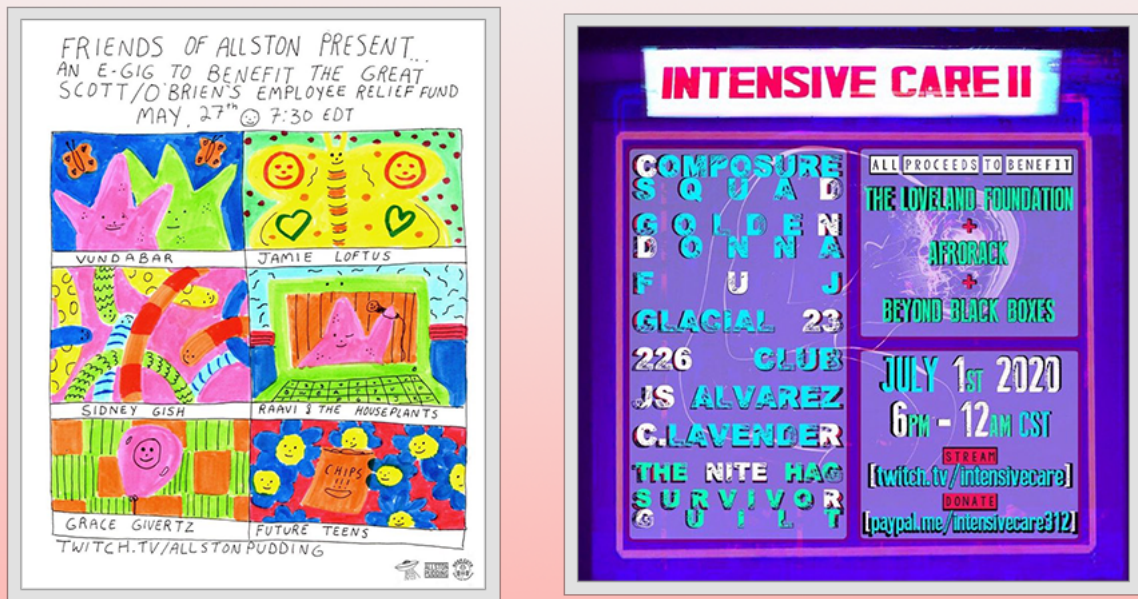 FRIENDS OF ALLSTON PRESENT...
AN E-GIG TO BENEFIT THE GREAT
SCOTT/O'BRIEN'S EMPLOYEE RELIEF FUND
MAY. 27th 7:30 EDT
VUNDABAR
JAMIE LOFTUS
SIDNEY GISH
RAAVI & THE HOUSEPLANTS
CHIPS
!!!
GRACE GIVERTZ
FUTURE TEENS
TWITCH.TV/ALLSTONPUDDING
ALLSTON
PUDDING
INTENSIVE CARE II
COMPOSURE
SQUAD
GOLDEN
DONNA
FUJ
GLACIAL 23
226 CLUB
JS ALVAREZ
C.LAVENDER
THE NITE HAG
SURVIVOR
GUILT
ALL PROCEEDS TO BENEFIT
THE LOVELAND FOUNDATION
+
AFRORACK
+
BEYOND BLACK BOXES
JULY 1ST 2020
6PM - 12AM CST
STREAM
[twitch.tv/intensivecare]
DONATE
[paypal.me/intensivecare312]